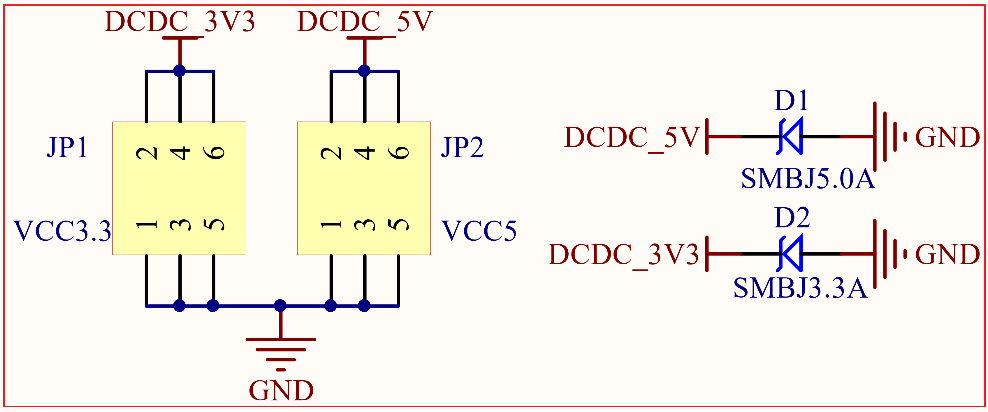 DCDC_3V3 DCDC_5V
JP1 2 4 6 2 4 6 JP2
VCC3.3 1 3 5 1 3 5 VCC5
GND
D1
DCDC_5V GND
SMBJ5.0A
D2
DCDC_3V3 GND
SMBJ3.3A